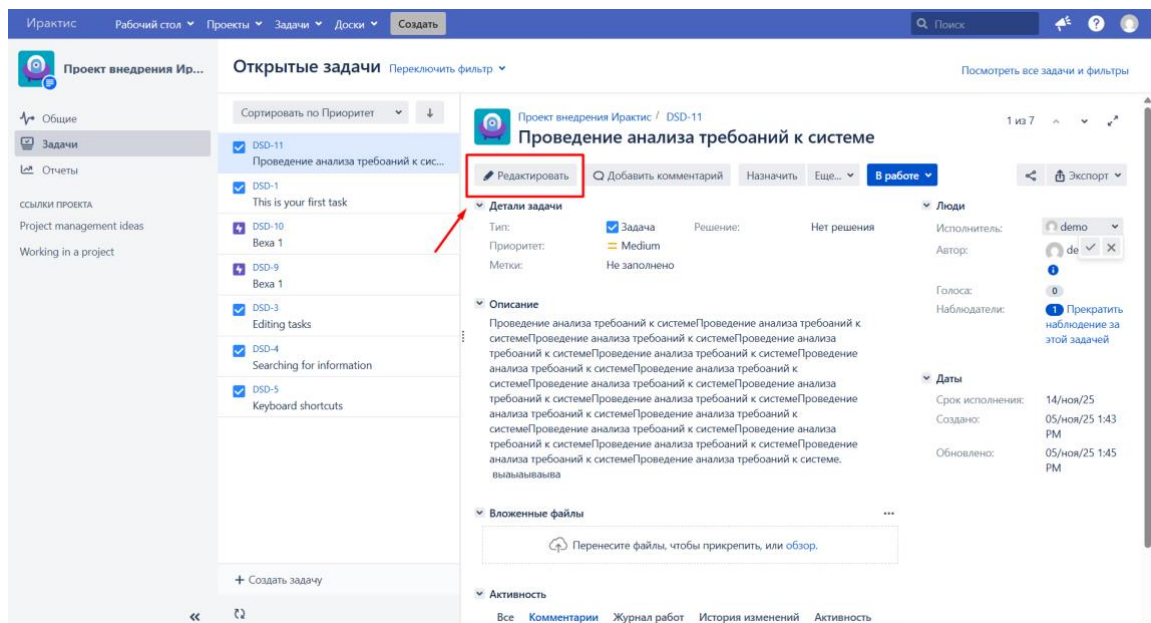 Ирактис
Рабочий стол Проекты Задачи Доски Создать
Поиск
Проект внедрения Ир...
Общие
Задачи
Отчеты
ССЫЛКИ ПРОЕКТА
Project management ideas
Working in a project
Открытые задачи Переключить фильтр
Посмотреть все задачи и фильтры
Сортировать по Приоритет
DSD-11
Проведение анализа требоаний к сис...
DSD-1
This is your first task
DSD-10
Веха 1
DSD-9
Веха 1
DSD-3
Editing tasks
DSD-4
Searching for information
DSD-5
Keyboard shortcuts
+ Создать задачу
Проект внедрения Ирактис / DSD-11
1 из 7
Проведение анализа требоаний к системе
Редактировать Добавить комментарий Назначить Еще... В работе Экспорт
Детали задачи
Тип: Задача Решение: Нет решения
Приоритет: Medium
Метки: Не заполнено
Описание
Проведение анализа требоаний к системеПроведение анализа требоаний к
системеПроведение анализа требоаний к системеПроведение анализа
требоаний к системеПроведение анализа требоаний к системеПроведение
анализа требоаний к системеПроведение анализа требоаний к
системеПроведение анализа требоаний к системеПроведение анализа
требоаний к системеПроведение анализа требоаний к системеПроведение
анализа требоаний к системеПроведение анализа требоаний к
системеПроведение анализа требоаний к системеПроведение анализа
требоаний к системеПроведение анализа требоаний к системеПроведение
анализа требоаний к системеПроведение анализа требоаний к системе.
Вложенные файлы
Перенесите файлы, чтобы прикрепить, или обзор.
Активность
Все Комментарии Журнал работ История изменений Активность
Люди
Исполнитель: demo
Автор: de
Голоса: 0
Наблюдатели: 1 Прекратить
наблюдение за
этой задачей
Даты
Срок исполнения: 14/ноя/25
Создано: 05/ноя/25 1:43
PM
Обновлено: 05/ноя/25 1:45
PM